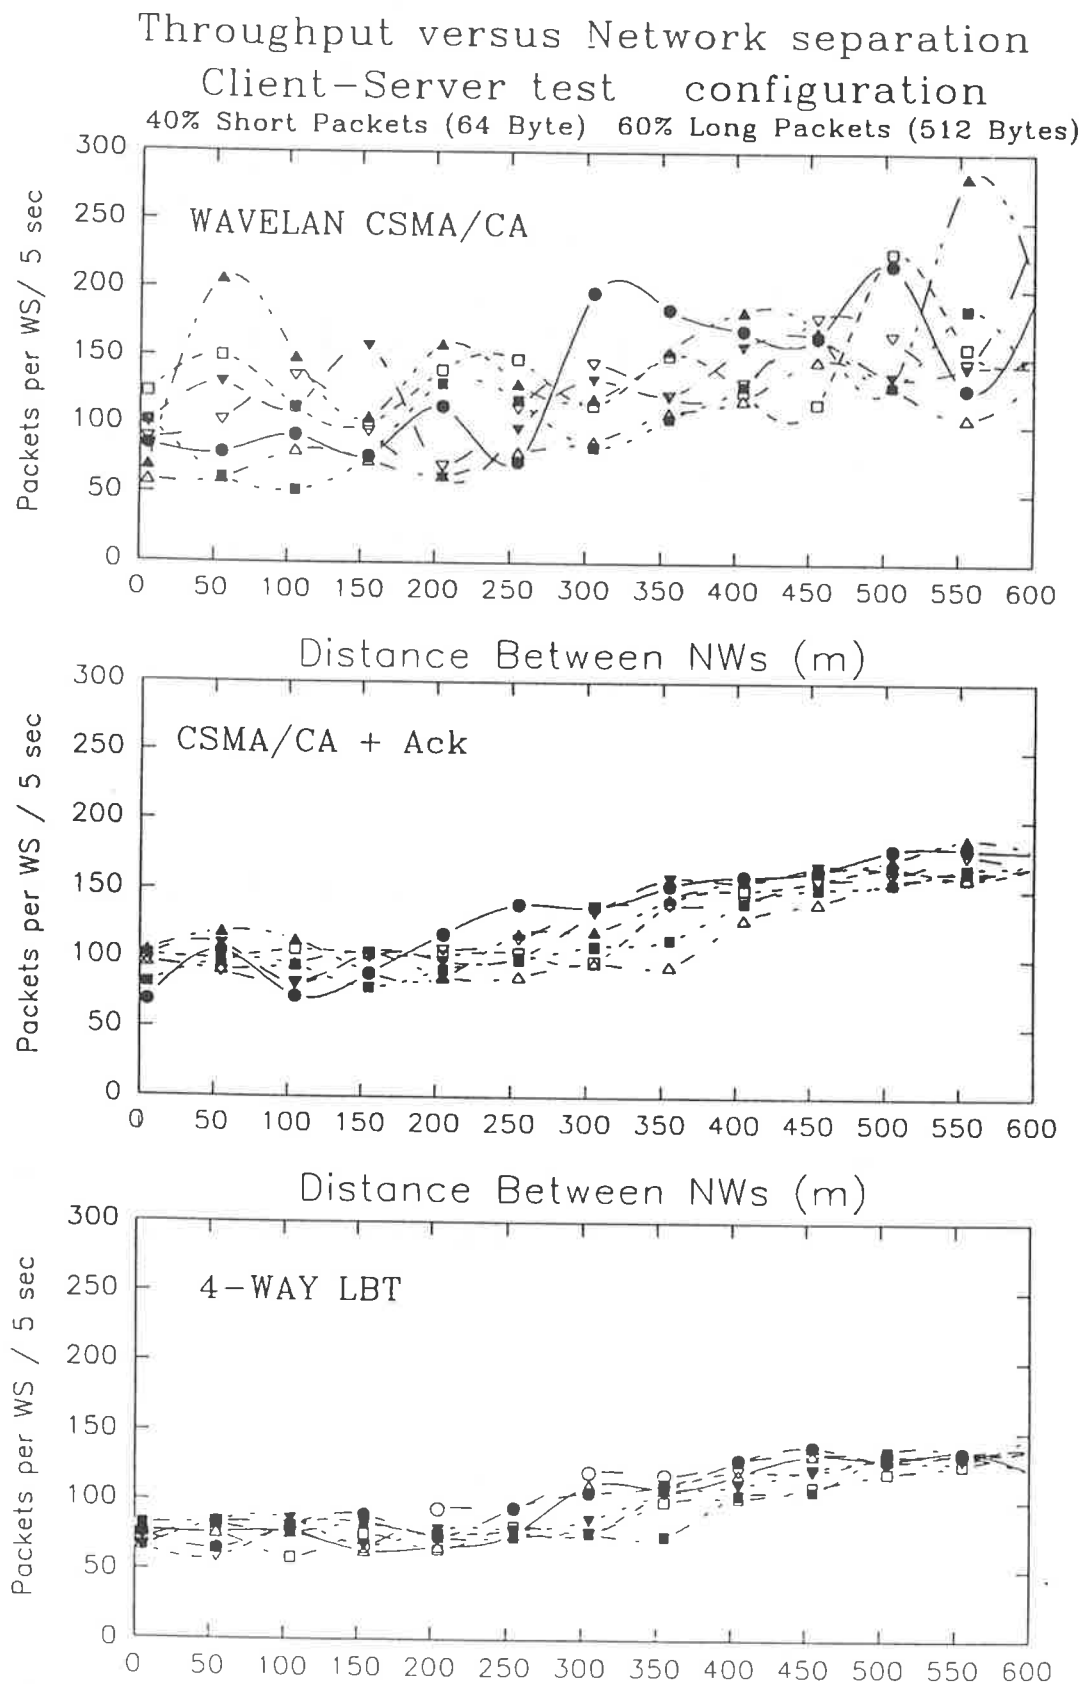 Throughput versus Network separation
Client-Server test configuration
40% Short Packets (64 Byte) 60% Long Packets (512 Bytes)
300
250
200
150
100
50
0
Packets per WS/ 5 sec
WAVELAN CSMA/CA
0 50 100 150 200 250 300 350 400 450 500 550 600
Distance Between NWs (m)
300
250
200
150
100
50
0
Packets per WS / 5 sec
CSMA/CA + Ack
0 50 100 150 200 250 300 350 400 450 500 550 600
Distance Between NWs (m)
300
250
200
150
100
50
0
Packets per WS / 5 sec
4-WAY LBT
0 50 100 150 200 250 300 350 400 450 500 550 600